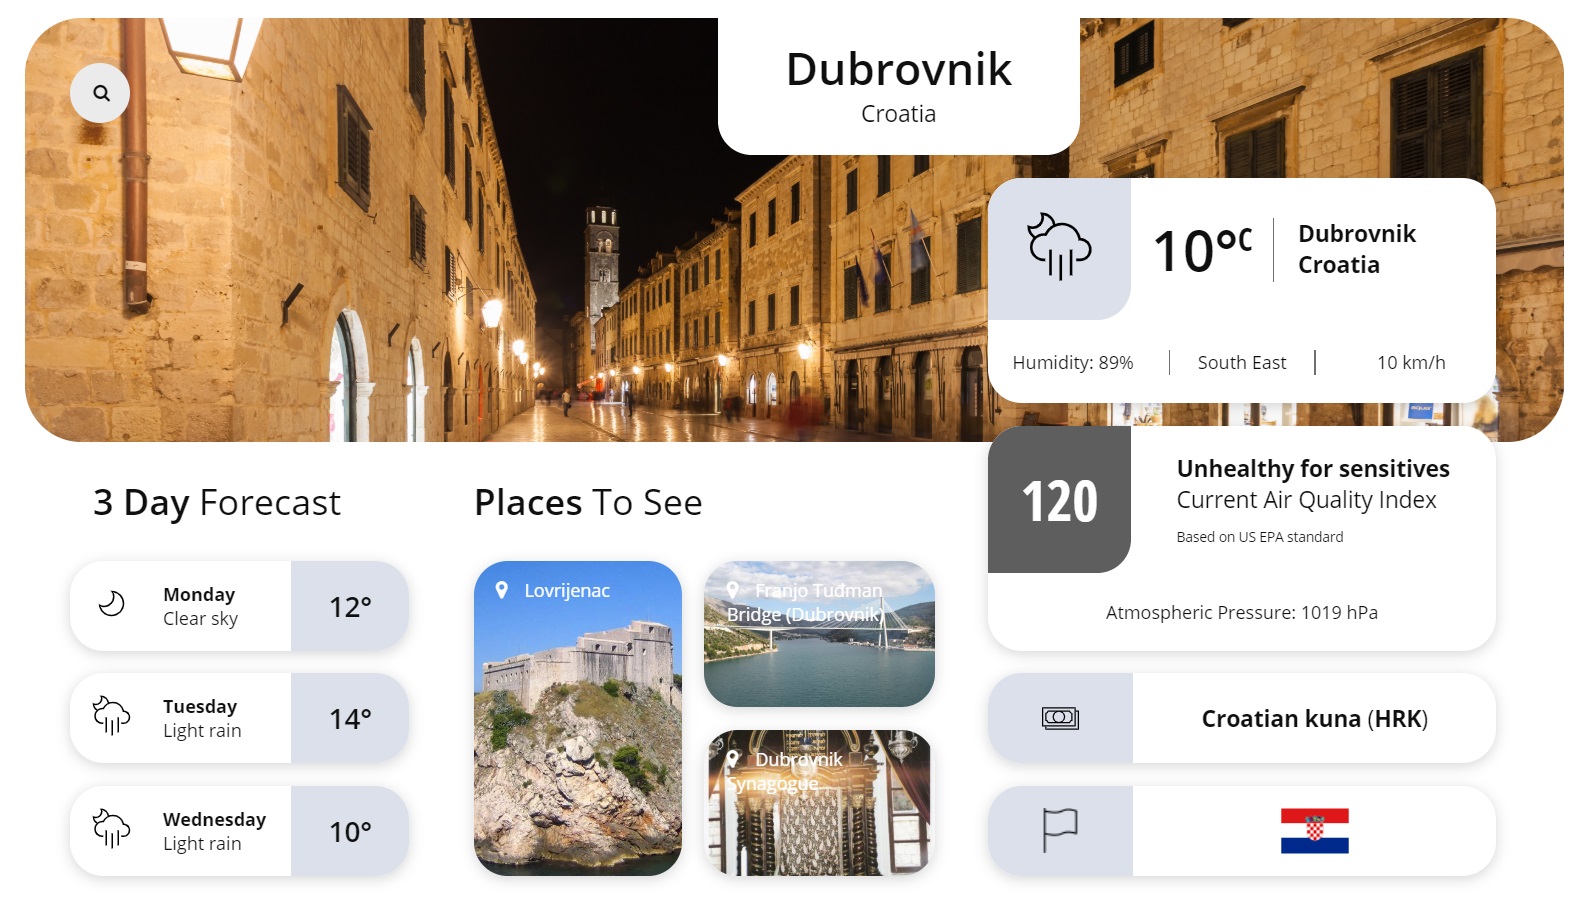 Dubrovnik
Croatia
10°C
Dubrovnik
Croatia
Humidity: 89%
South East
10 km/h
120
Unhealthy for sensitives
Current Air Quality Index
Based on US EPA standard
Atmospheric Pressure: 1019 hPa
Croatian kuna (HRK)
3 Day Forecast
Monday
Clear sky
12°
Tuesday
Light rain
14°
Wednesday
Light rain
10°
Places To See
Lovrijenac
Franjo Tuđman
Bridge (Dubrovnik)
Dubrovnik
Synagogue